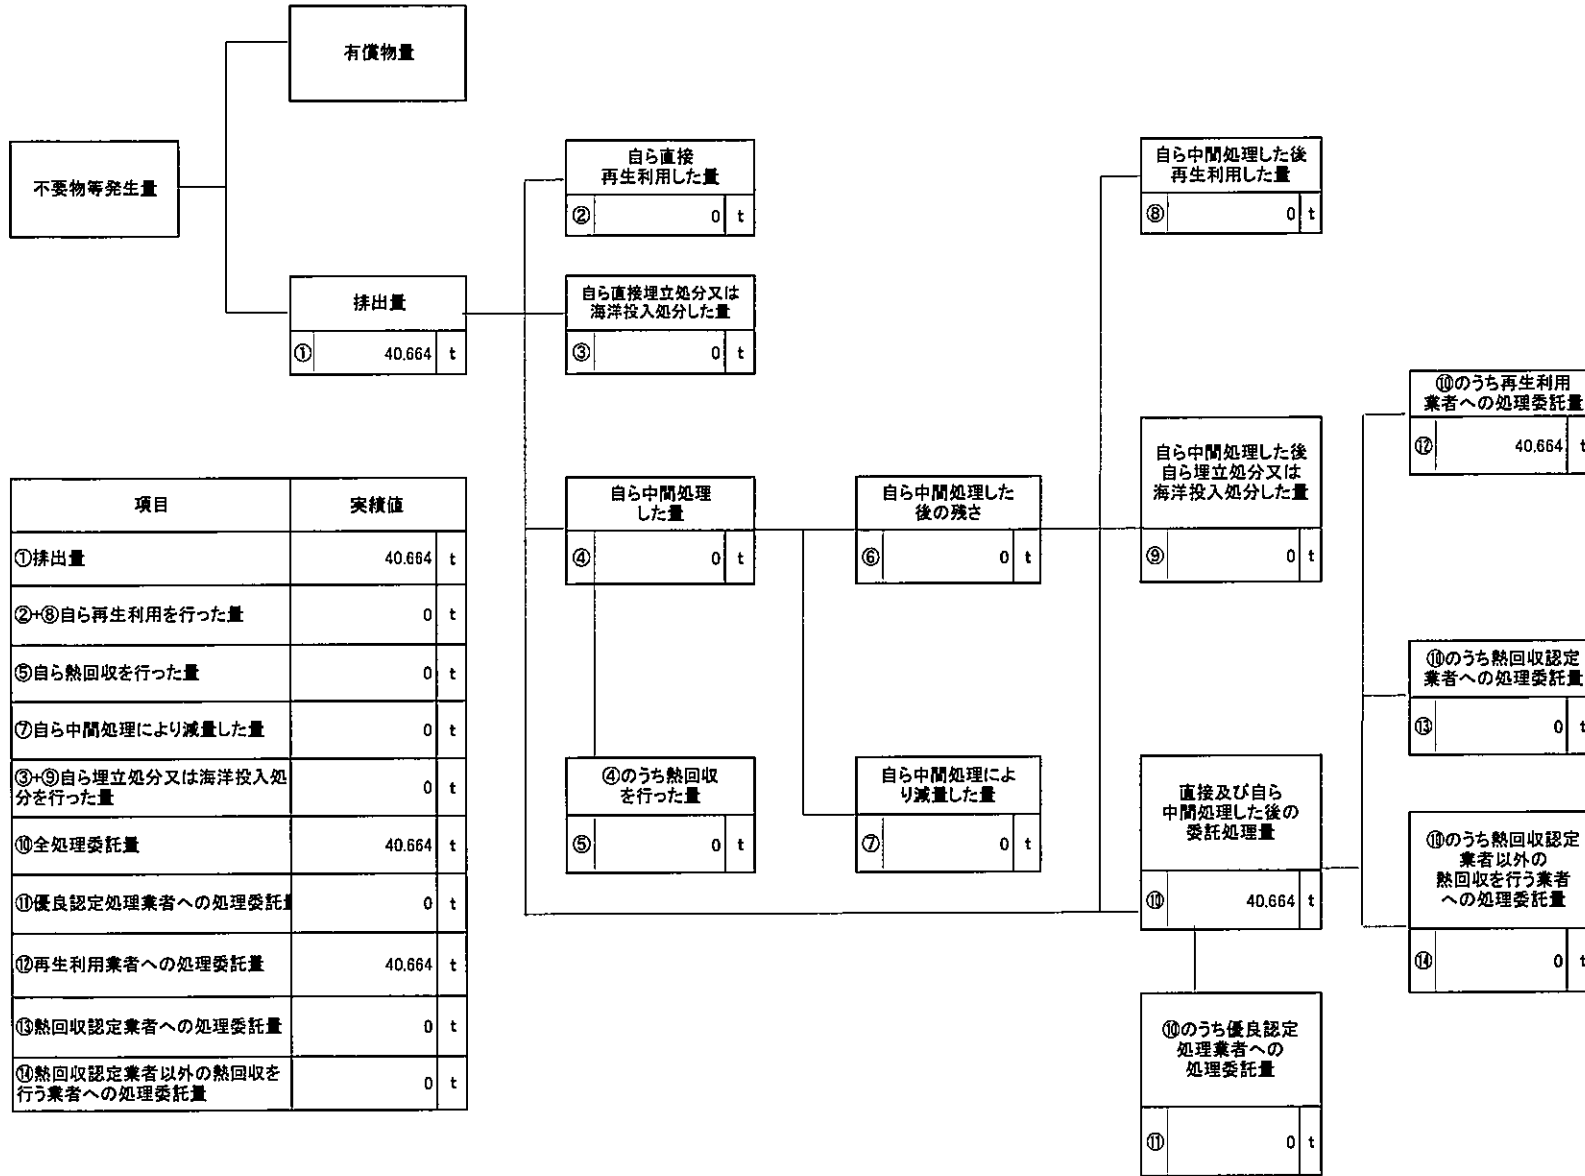 有償物量
不要物等発生量
排出量
① 40.664 t
自ら直接
再生利用した量
② 0 t
自ら直接埋立処分又は
海洋投入処分した量
③ 0 t
自ら中間処理
した量
④ 0 t
④のうち熱回収
を行った量
⑤ 0 t
自ら中間処理した
後の残さ
⑥ 0 t
自ら中間処理によ
り減量した量
⑦ 0 t
自ら中間処理した後
再生利用した量
⑧ 0 t
自ら中間処理した後
自ら埋立処分又は
海洋投入処分した量
⑨ 0 t
直接及び自ら
中間処理した後の
委託処理量
⑩ 40.664 t
⑩のうち優良認定
処理業者への
処理委託量
⑪ 0 t
⑩のうち再生利用
業者への処理委託量
⑫ 40.664 t
⑩のうち熱回収認定
業者への処理委託量
⑬ 0 t
⑩のうち熱回収認定
業者以外の
熱回収を行う業者
への処理委託量
⑭ 0 t
項目 実績値
①排出量 40.664 t
②+⑧自ら再生利用を行った量 0 t
⑤自ら熱回収を行った量 0 t
⑦自ら中間処理により減量した量 0 t
③+⑨自ら埋立処分又は海洋投入処
分を行った量 0 t
⑩全処理委託量 40.664 t
⑪優良認定処理業者への処理委託 0 t
⑫再生利用業者への処理委託量 40.664 t
⑬熱回収認定業者への処理委託量 0 t
⑭熱回収認定業者以外の熱回収を
行う業者への処理委託量 0 t